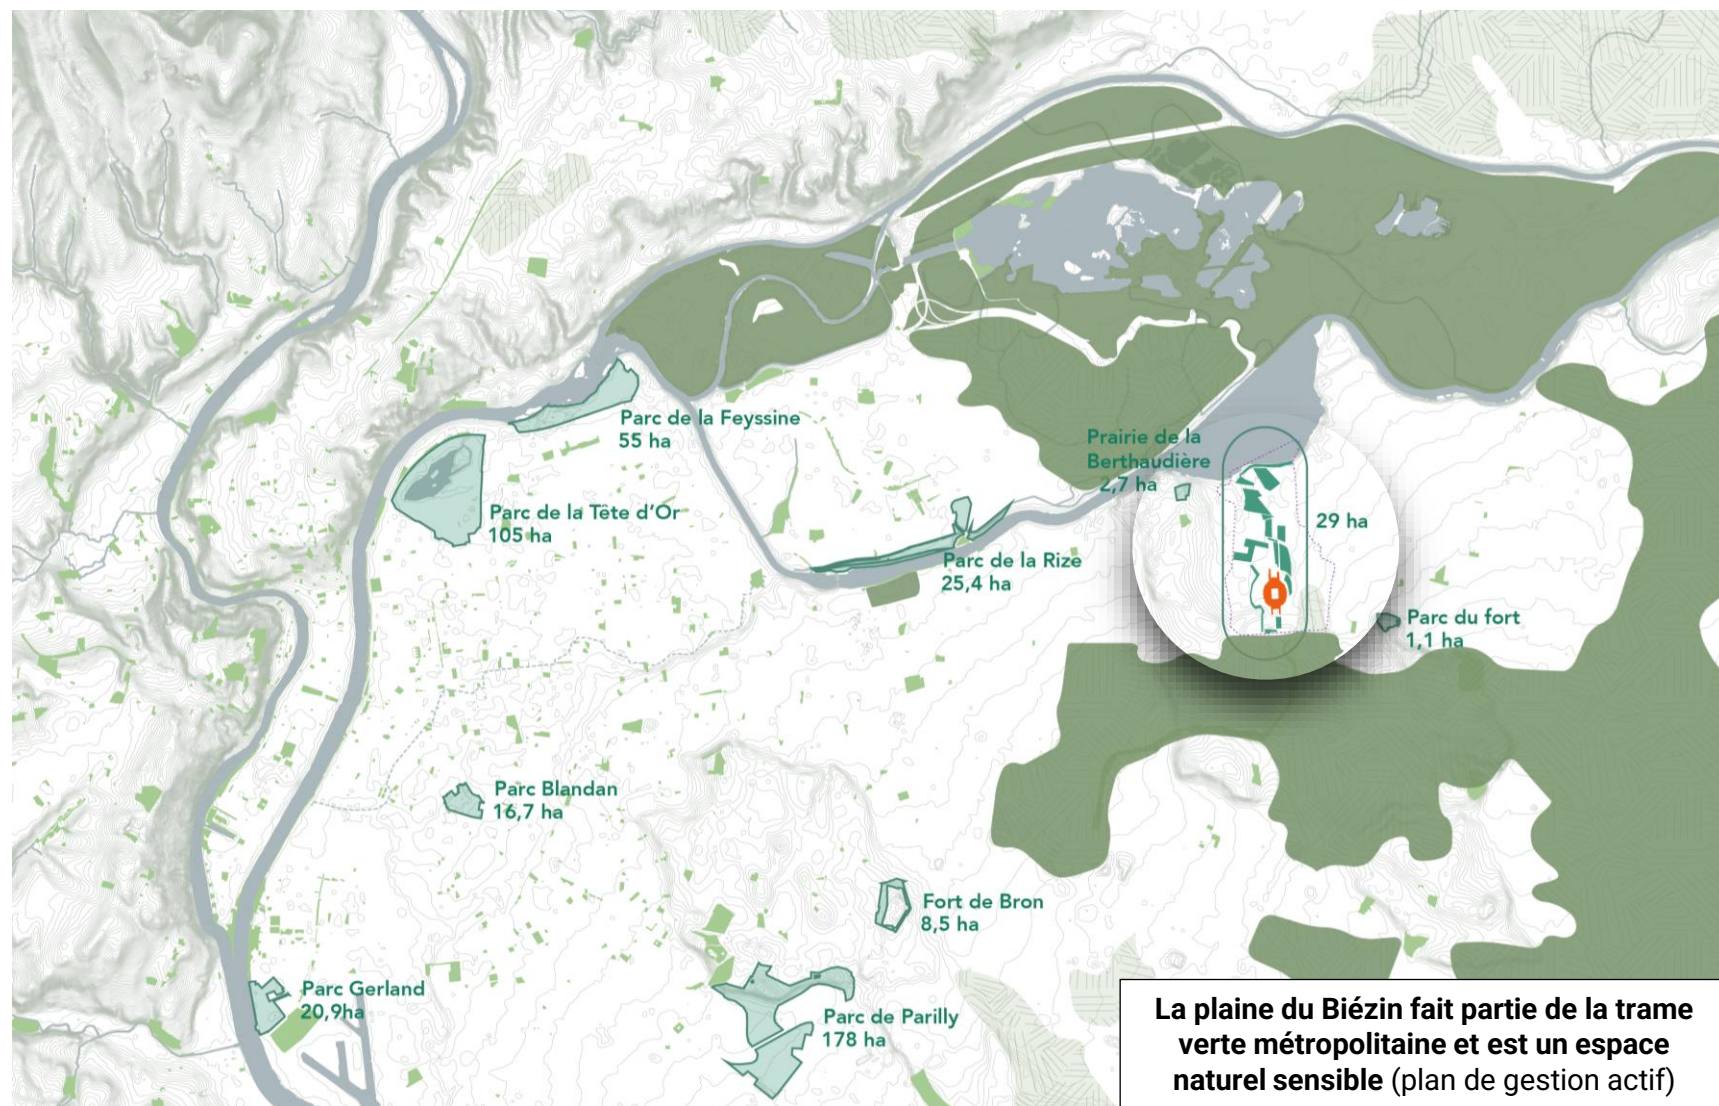 Parc de la Feyssine
55 ha
Prairie de la
Berthaudière
2,7 ha
Parc de la Tête d'Or
105 ha
29 ha
Parc de la Rize
25,4 ha
Parc du fort
1,1 ha
Parc Blandan
16,7 ha
Fort de Bron
8,5 ha
Parc Gerland
20,9ha
Parc de Parilly
178 ha
La plaine du Biézin fait partie de la trame
verte métropolitaine et est un espace
naturel sensible (plan de gestion actif)